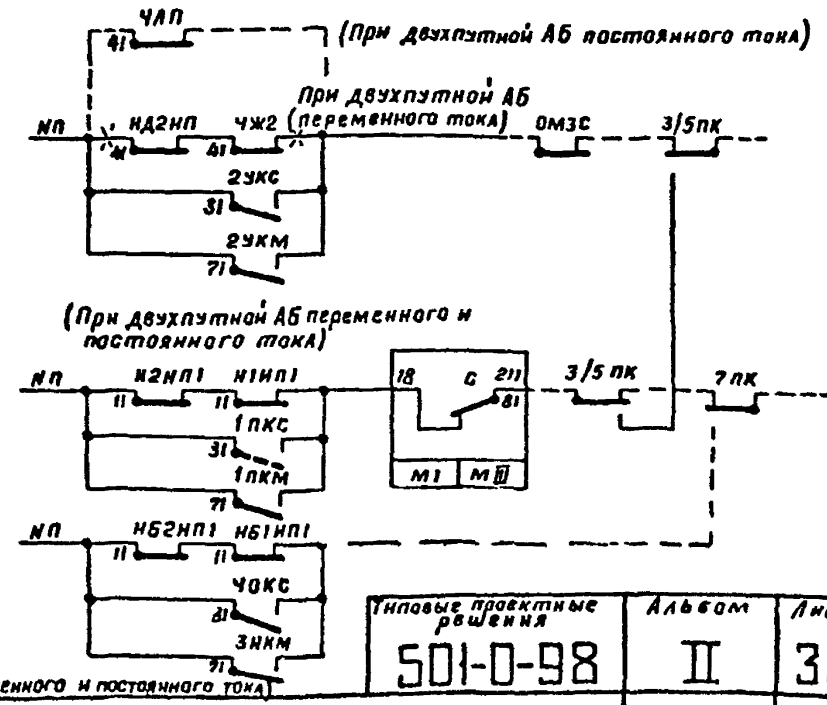 ЧЛП
41
(При двухпутной АБ постоянного тока)
При двухпутной АБ
(переменного тока)
НП
НД2НП
ЧЖ2
ОМЗС
3/5ПК
41
41
2УКС
31
2УКМ
71
(При двухпутной АБ переменного и
постоянного тока)
НП
Н2НП1
Н1НП1
18
С
211
3/5 ПК
7 ПК
11
11
81
1ПКС
31
1ПКМ
М I
М III
71
НП
НБ2НП1
НБ1НП1
11
11
ЧОКС
81
ЗНКМ
71
енного и постоянного тока)
Типовые проектные
решения
Альбом
501-0-98
II
3